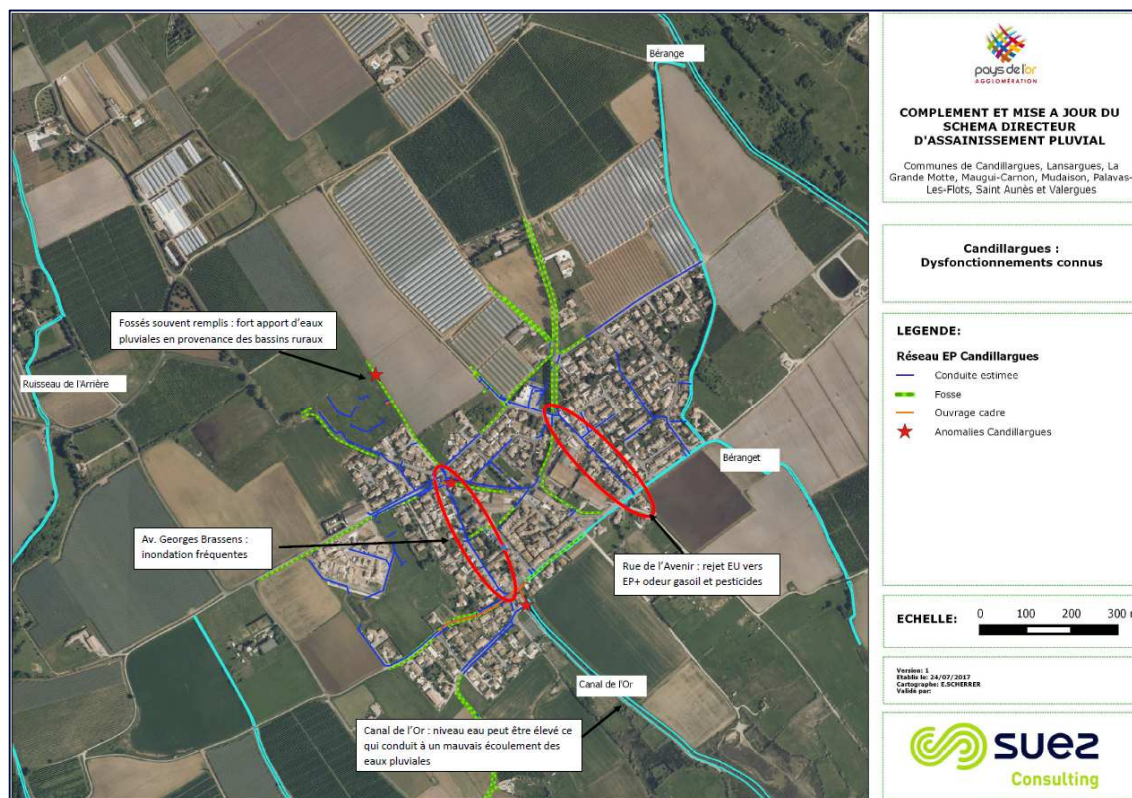 Bérange
Fossés souvent remplis : fort apport d'eaux
pluviales en provenance des bassins ruraux
Ruisseau de l'Arrière
Béranget
Av. Georges Brassens :
inondation fréquentes
Rue de l'Avenir : rejet EU vers
EP+ odeur gasoil et pesticides
Canal de l'Or
Canal de l'Or : niveau eau peut être élevé ce
qui conduit à un mauvais écoulement des
eaux pluviales
pays de l'or
AGGLOMÉRATION
COMPLEMENT ET MISE A JOUR DU
SCHEMA DIRECTEUR
D'ASSAINISSEMENT PLUVIAL
Communes de Candillargues, Lansargues, La
Grande Motte, Maugui-Carnon, Mudaison, Palavas-
Les-Flots, Saint Aunès et Valergues
Candillargues :
Dysfonctionnements connus
LEGENDE:
Réseau EP Candillargues
Conduite estimee
Fosse
Ouvrage cadre
Anomalies Candillargues
ECHELLE:
0 100 200 300 m
Version: 1
Etablis le: 24/07/2017
Cartographe: E.SCHERRER
Validé par:
suez
Consulting